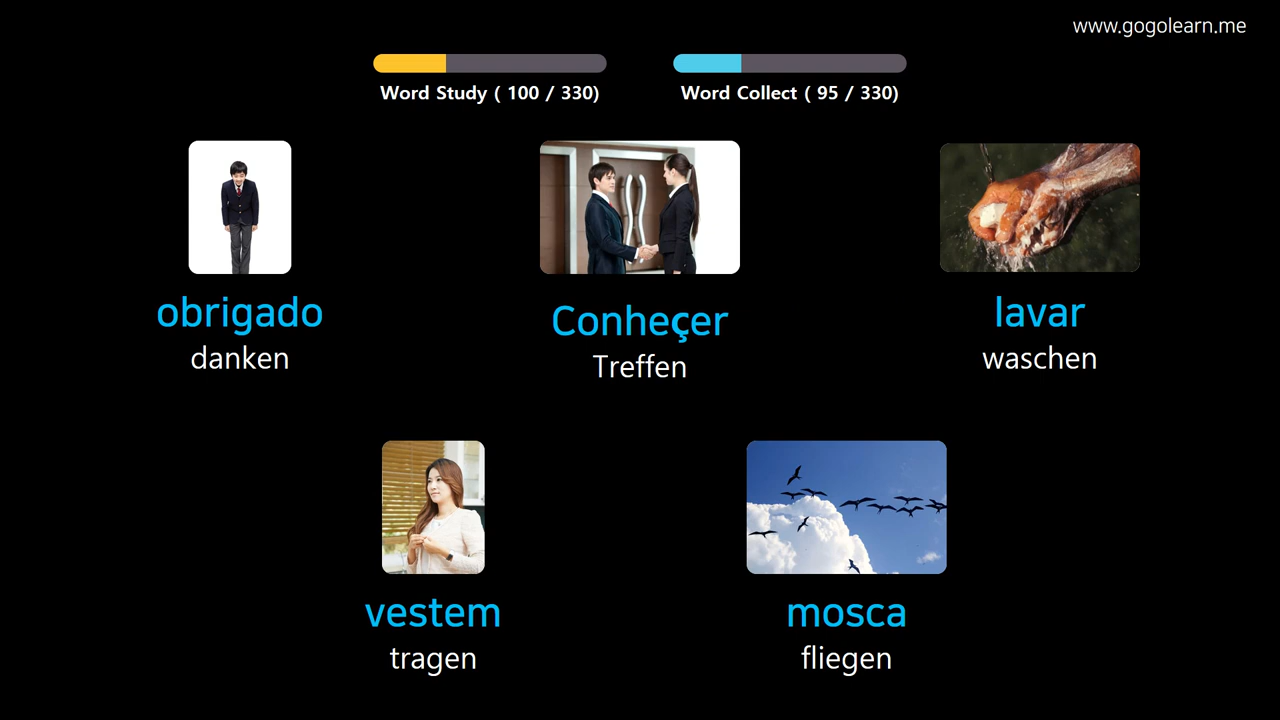 www.gogolearn.me
Word Study ( 100 / 330)
Word Collect ( 95 / 330)
obrigado
danken
Conheçer
Treffen
lavar
waschen
vestem
tragen
mosca
fliegen